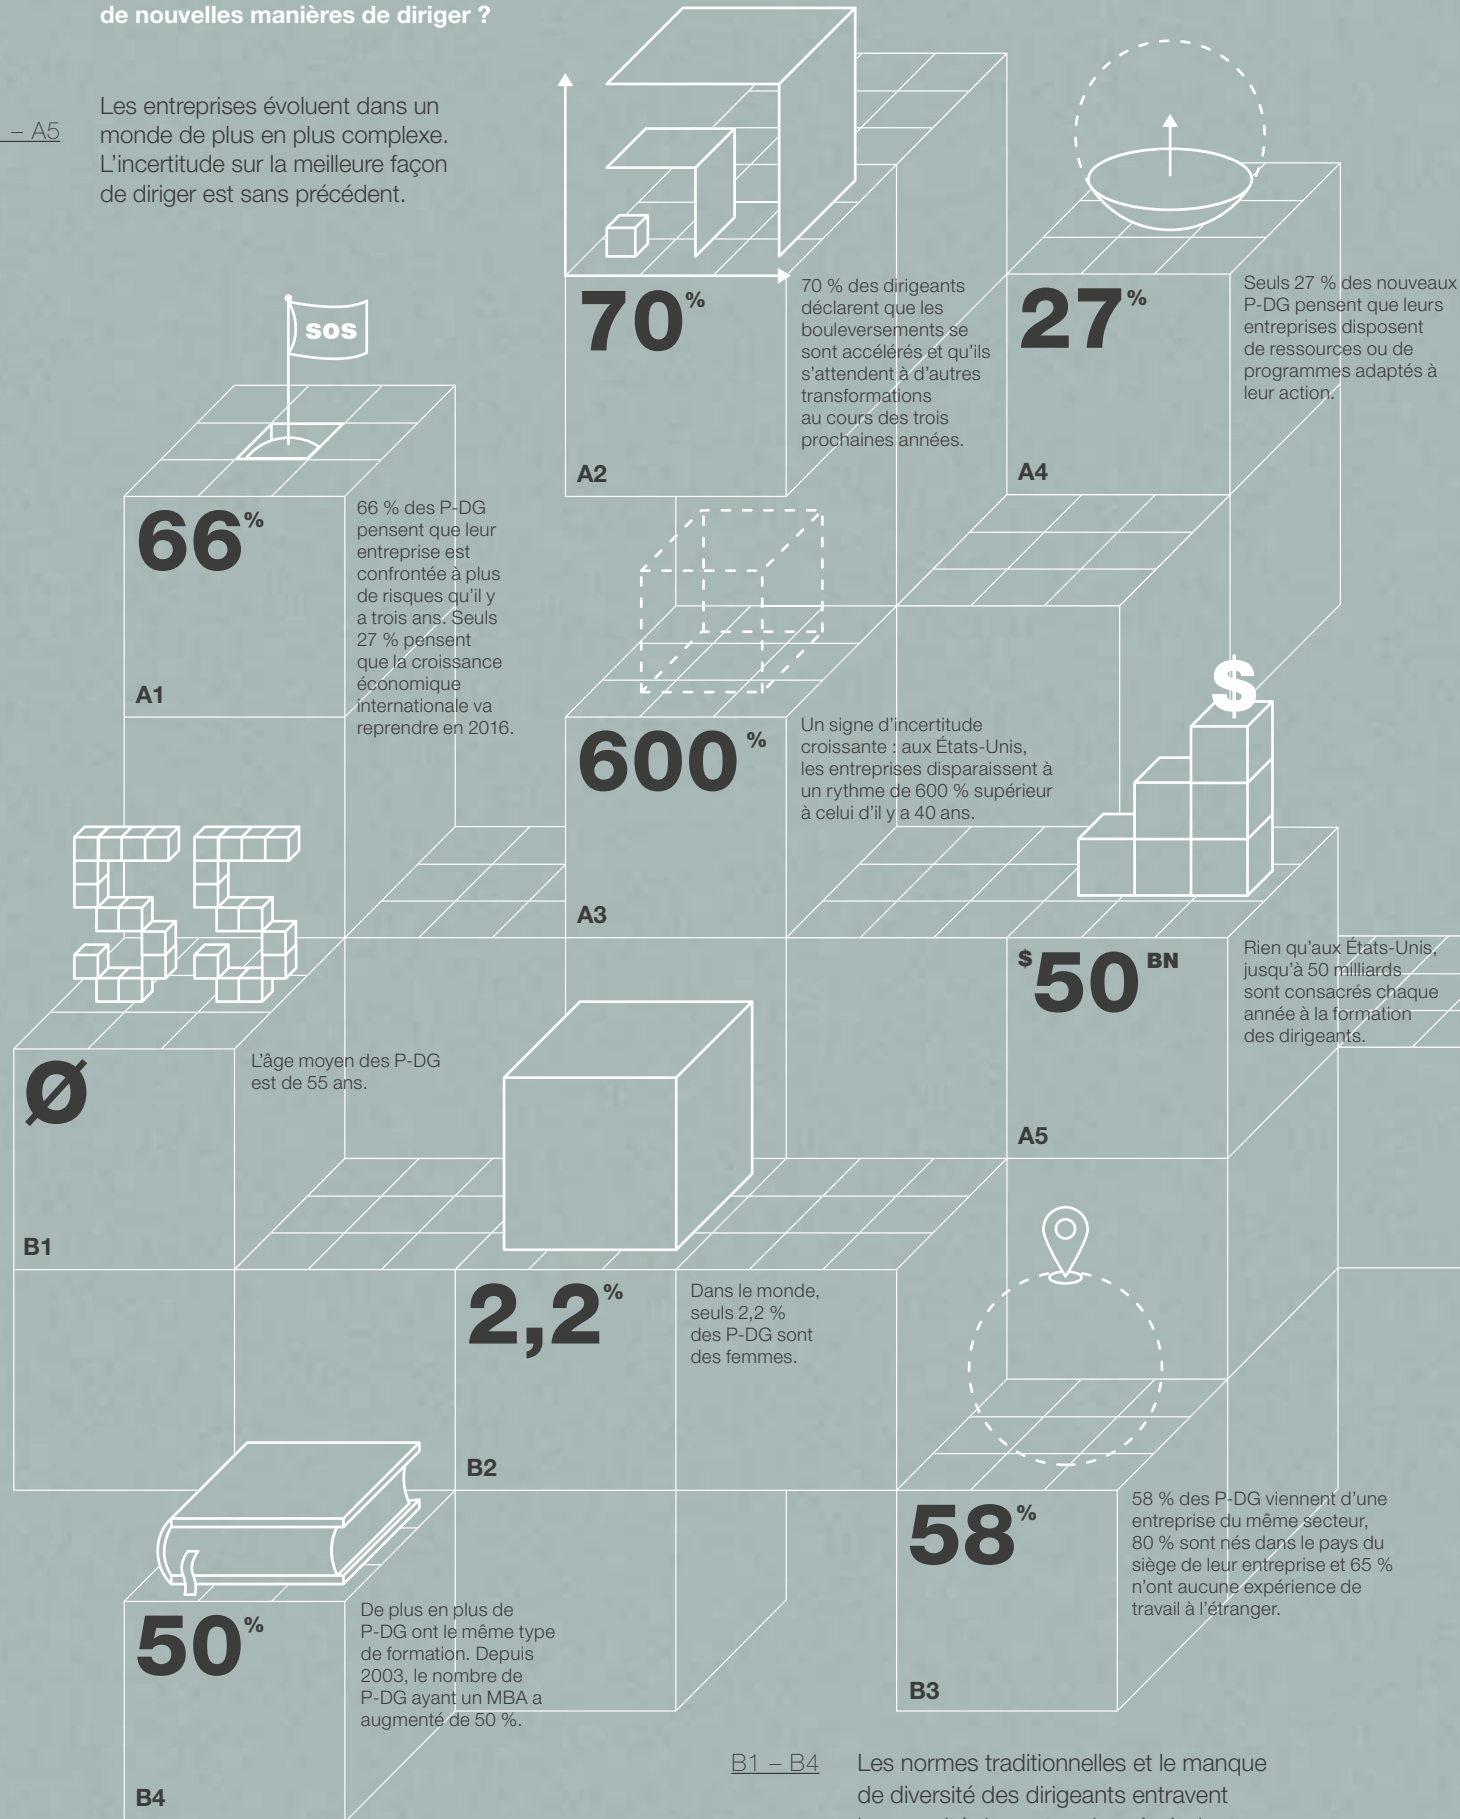 de nouvelles manières de diriger ?
– A5
Les entreprises évoluent dans un
monde de plus en plus complexe.
L’incertitude sur la meilleure façon
de diriger est sans précédent.
sos
66%
66 % des P-DG
pensent que leur
entreprise est
confrontée à plus
de risques qu’il y
a trois ans. Seuls
27 % pensent
que la croissance
économique
internationale va
reprendre en 2016.
A1
70%
70 % des dirigeants
déclarent que les
bouleversements se
sont accélérés et qu’ils
s’attendent à d’autres
transformations
au cours des trois
prochaines années.
A2
27%
Seuls 27 % des nouveaux
P-DG pensent que leurs
entreprises disposent
de ressources ou de
programmes adaptés à
leur action.
A4
600%
Un signe d’incertitude
croissante : aux États-Unis,
les entreprises disparaissent à
un rythme de 600 % supérieur
à celui d’il y a 40 ans.
A3
$
$50 BN
Rien qu’aux États-Unis,
jusqu’à 50 milliards
sont consacrés chaque
année à la formation
des dirigeants.
A5
55
Ø
L’âge moyen des P-DG
est de 55 ans.
B1
2,2%
Dans le monde,
seuls 2,2 %
des P-DG sont
des femmes.
B2
58%
58 % des P-DG viennent d’une
entreprise du même secteur,
80 % sont nés dans le pays du
siège de leur entreprise et 65 %
n’ont aucune expérience de
travail à l’étranger.
B3
50%
De plus en plus de
P-DG ont le même type
de formation. Depuis
2003, le nombre de
P-DG ayant un MBA a
augmenté de 50 %.
B4
B1 – B4
Les normes traditionnelles et le manque
de diversité des dirigeants entravent